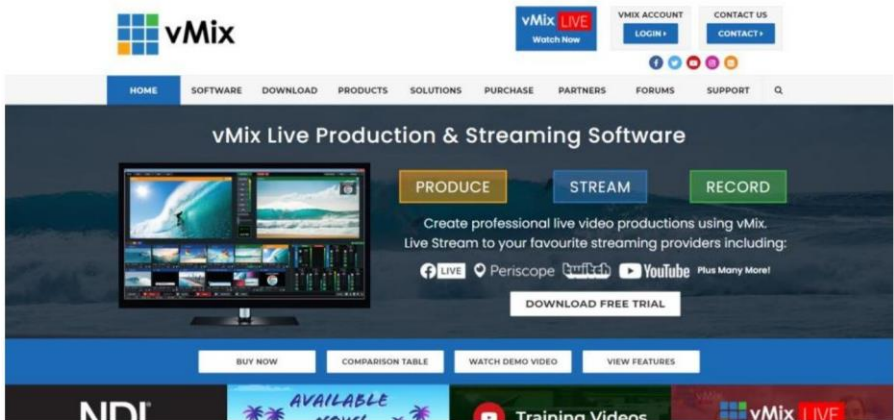 vMix
vMix LIVE
Watch Now
VMIX ACCOUNT
LOGIN
CONTACT US
CONTACT
HOME SOFTWARE DOWNLOAD PRODUCTS SOLUTIONS PURCHASE PARTNERS FORUMS SUPPORT
vMix Live Production & Streaming Software
PRODUCE STREAM RECORD
Create professional live video productions using vMix.
Live Stream to your favourite streaming providers including:
LIVE Periscope twitch YouTube Plus Many More!
DOWNLOAD FREE TRIAL
BUY NOW COMPARISON TABLE WATCH DEMO VIDEO VIEW FEATURES
NDI
AVAILABLE
Training Videos
vMix LIVE